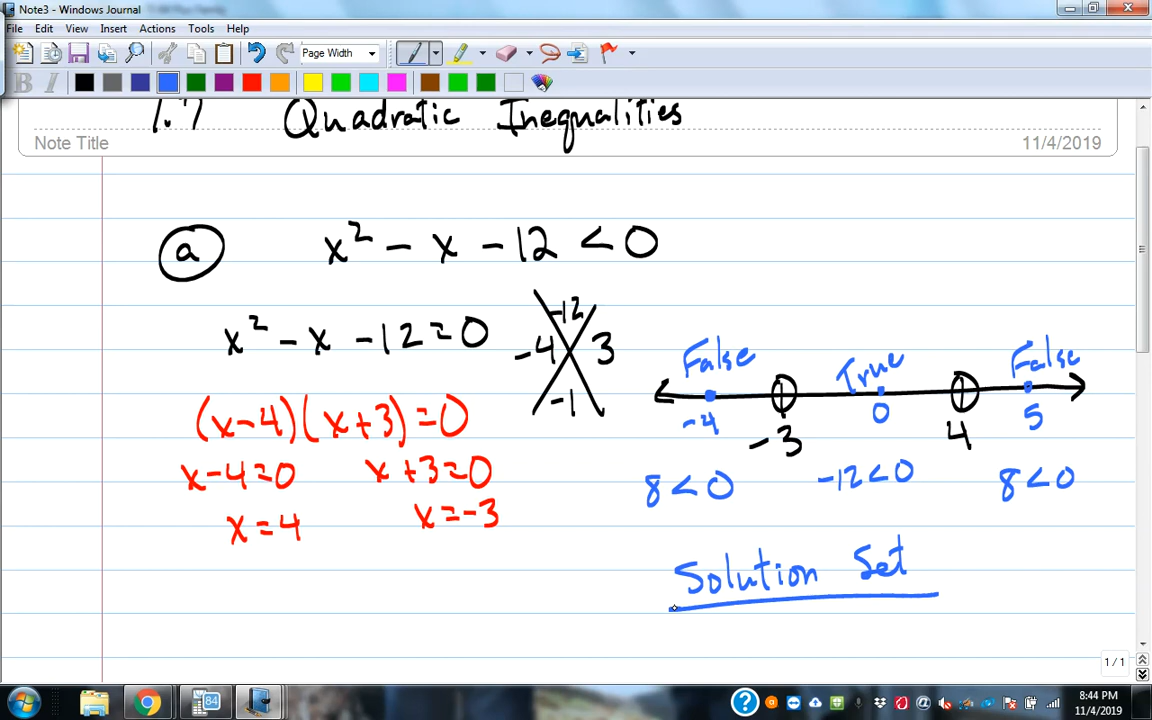 Note3 - Windows Journal
File Edit View Insert Actions Tools Help
Page Width
B I
1.7 Quadratic Inequalities
Note Title 11/4/2019
a x² - x - 12 < 0
x² - x - 12 = 0
-12
-4 3
-1
(x-4)(x+3)=0
x-4=0 x+3=0
x=4 x=-3
False True False
-4 -3 0 4 5
8<0 -12<0 8<0
Solution Set
1 / 1
84
8:44 PM
11/4/2019